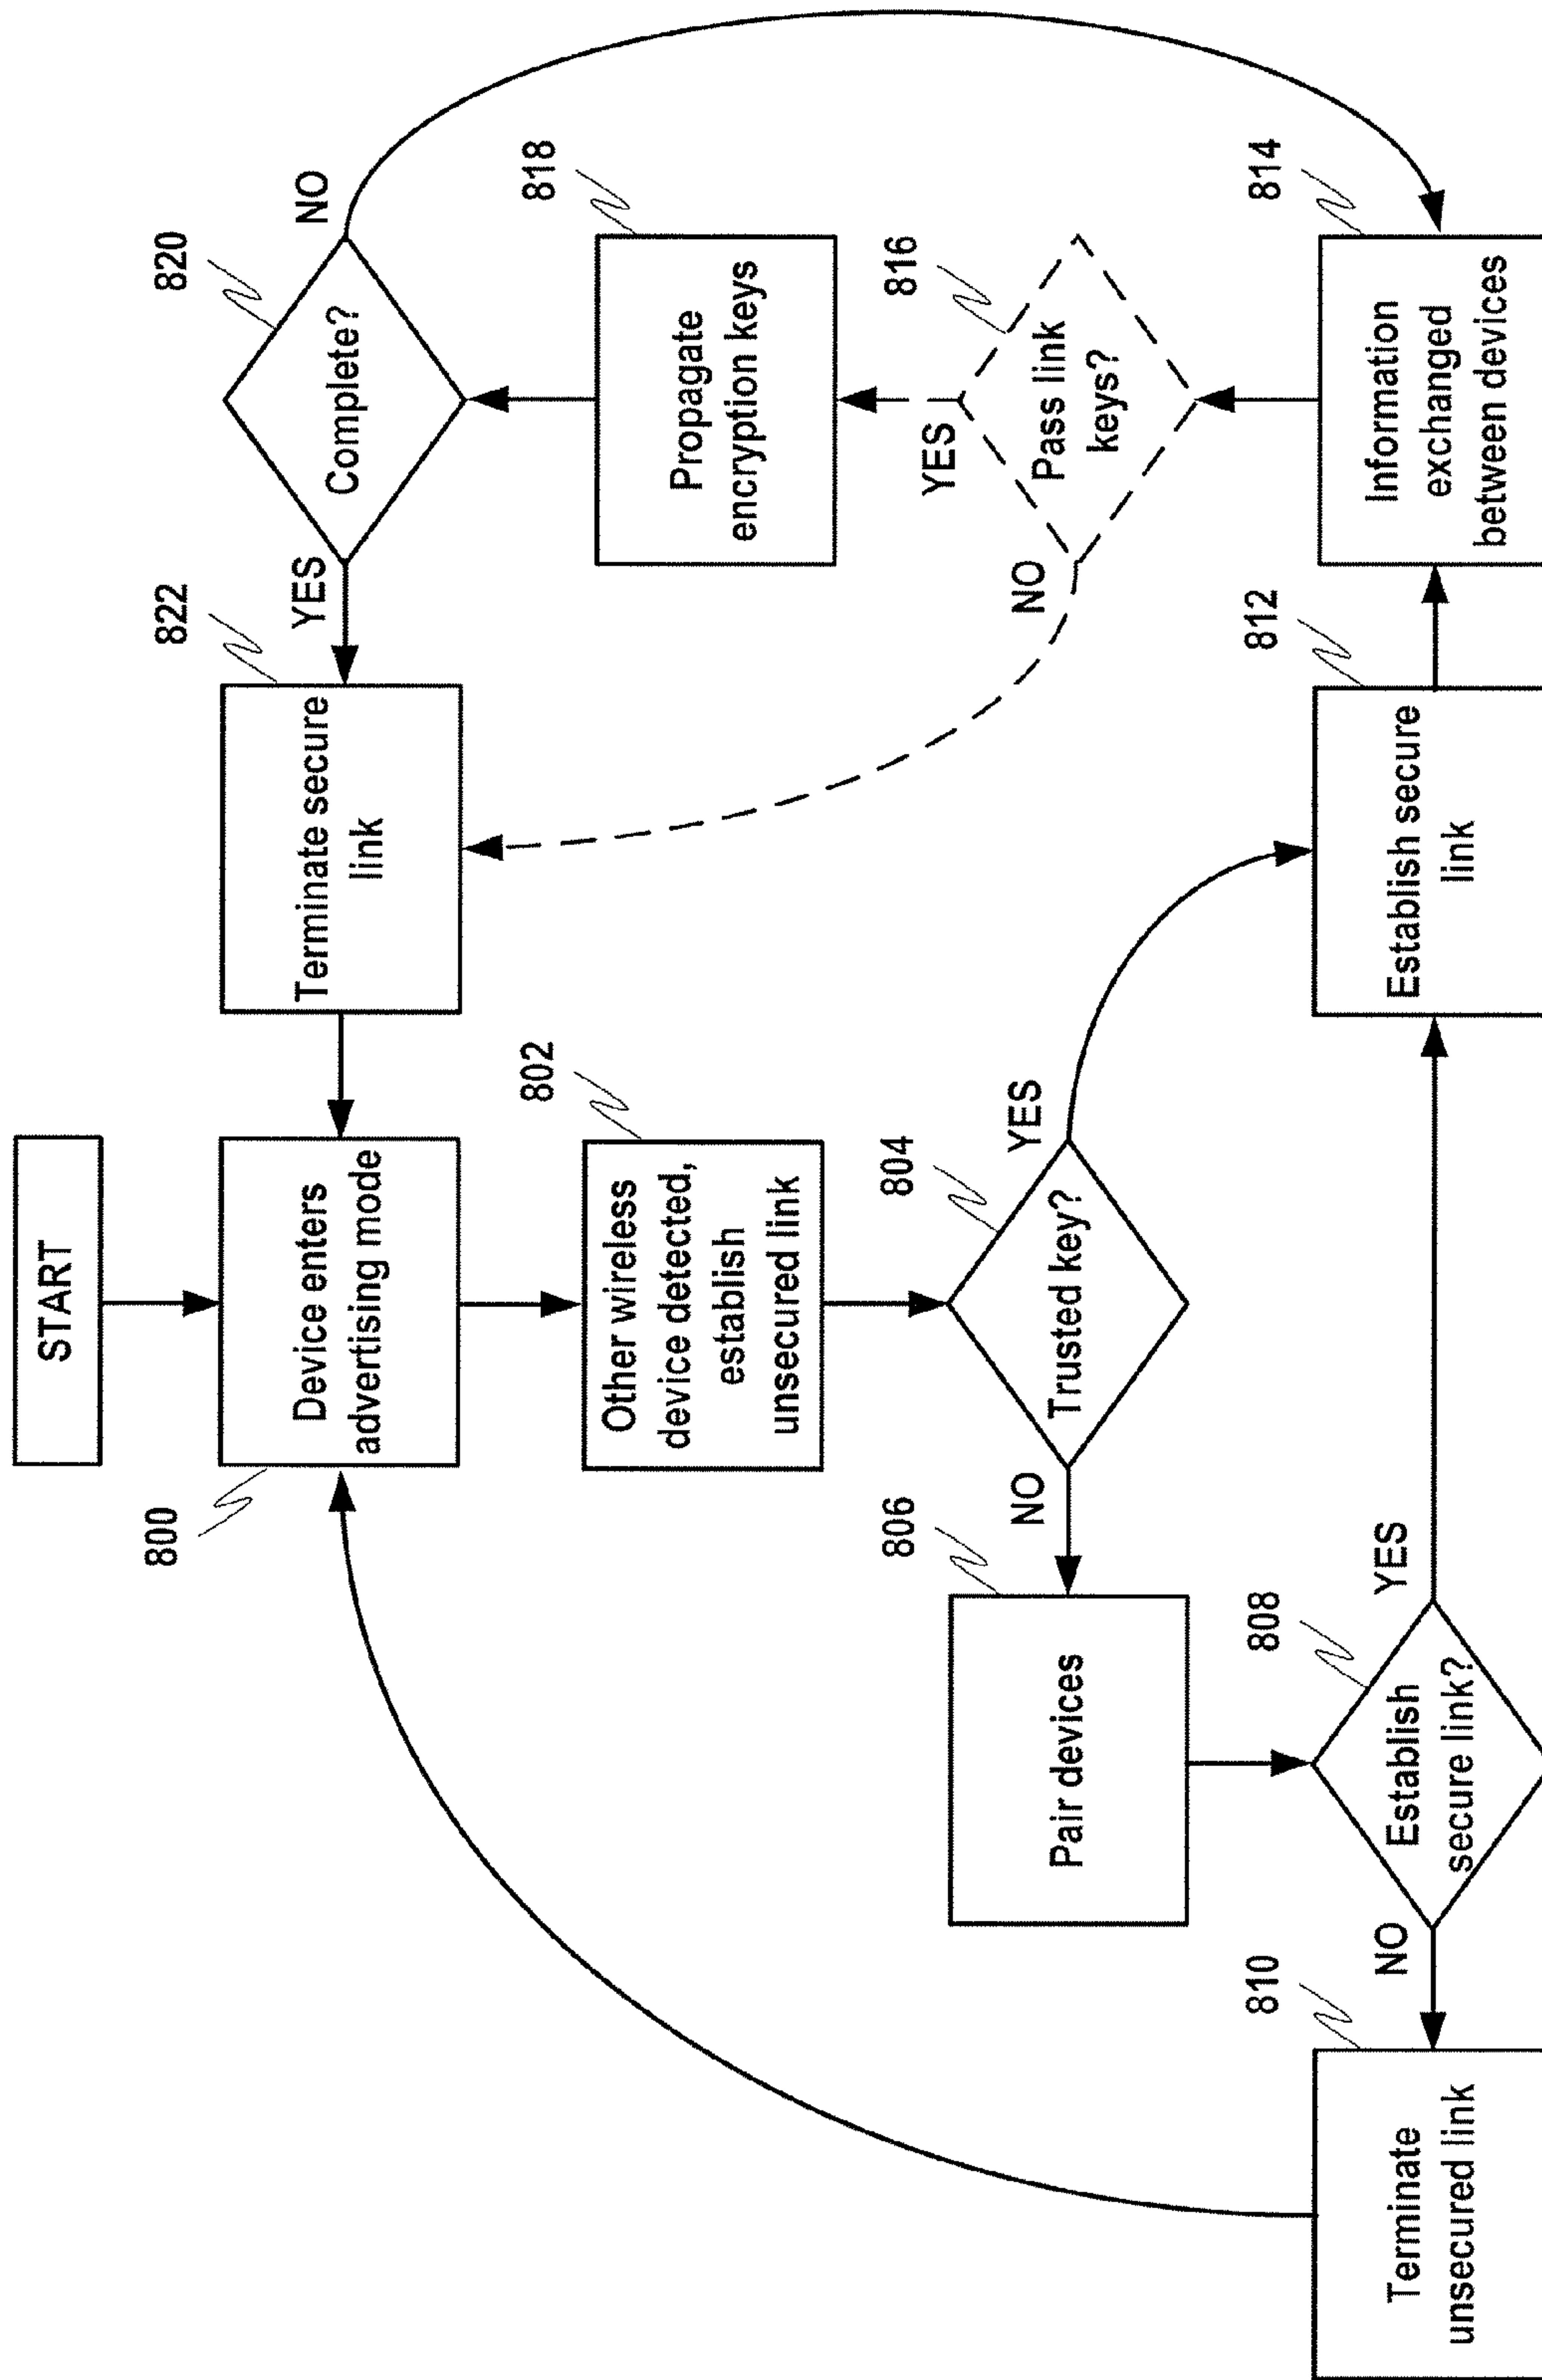 START
800
Device enters
advertising mode
802
Other wireless
device detected,
establish
unsecured link
804
Trusted key?
YES
NO
806
Pair devices
808
Establish
secure link?
YES
NO
810
Terminate
unsecured link
812
Establish secure
link
814
Information
exchanged
between devices
816
Pass link
keys?
YES
NO
818
Propagate
encryption keys
820
Complete?
NO
YES
822
Terminate secure
link